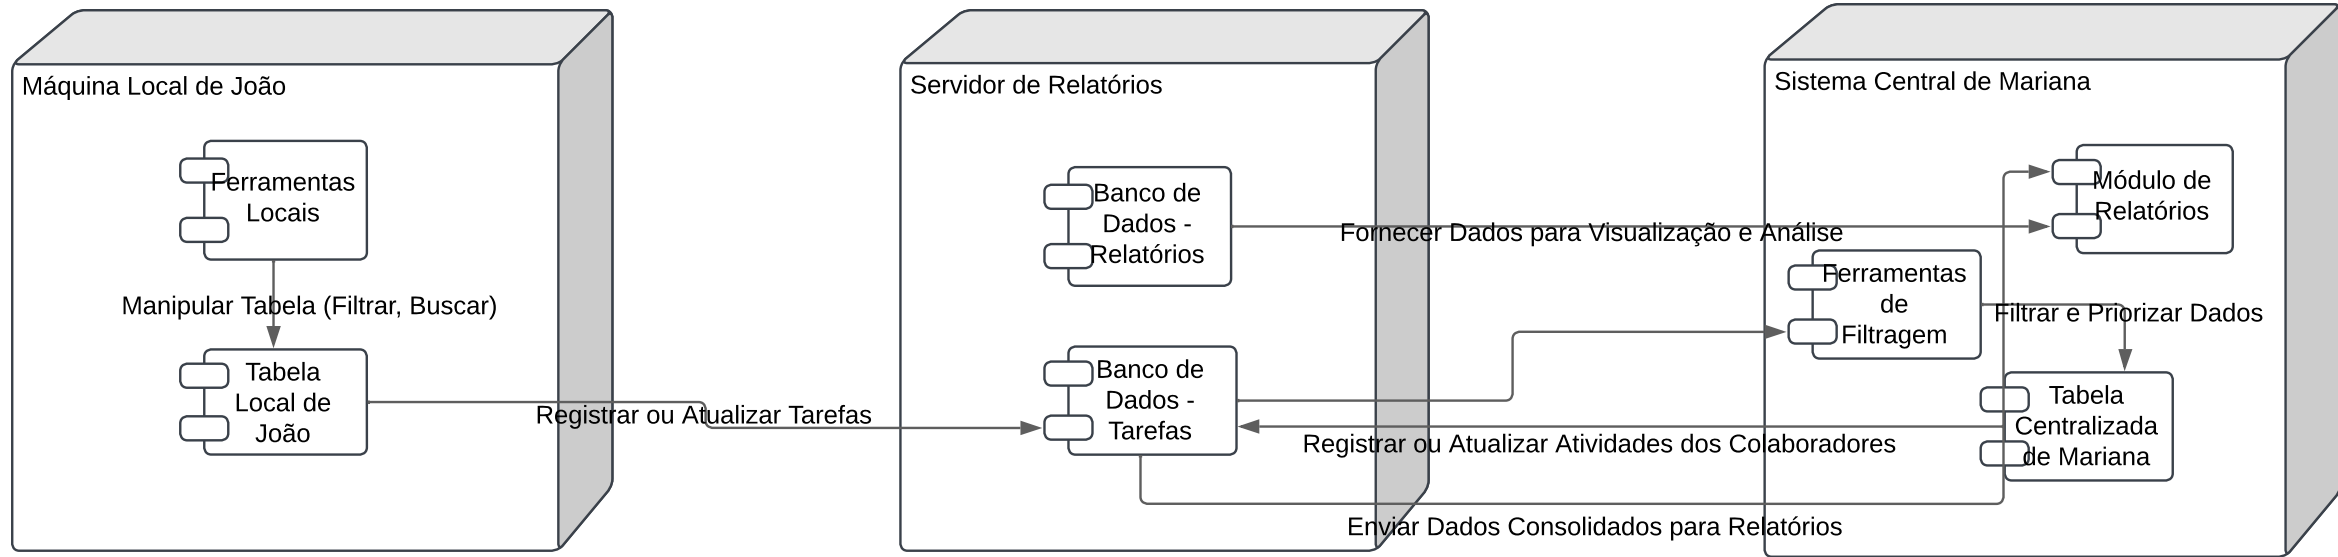 Máquina Local de João
Ferramentas
Locais
Manipular Tabela (Filtrar, Buscar)
Tabela
Local de
João
Registrar ou Atualizar Tarefas
Servidor de Relatórios
Banco de
Dados -
Relatórios
Fornecer Dados para Visualização e Análise
Banco de
Dados -
Tarefas
Registrar ou Atualizar Atividades dos Colaboradores
Enviar Dados Consolidados para Relatórios
Sistema Central de Mariana
Módulo de
Relatórios
Ferramentas
de
Filtragem
Filtrar e Priorizar Dados
Tabela
Centralizada
de Mariana